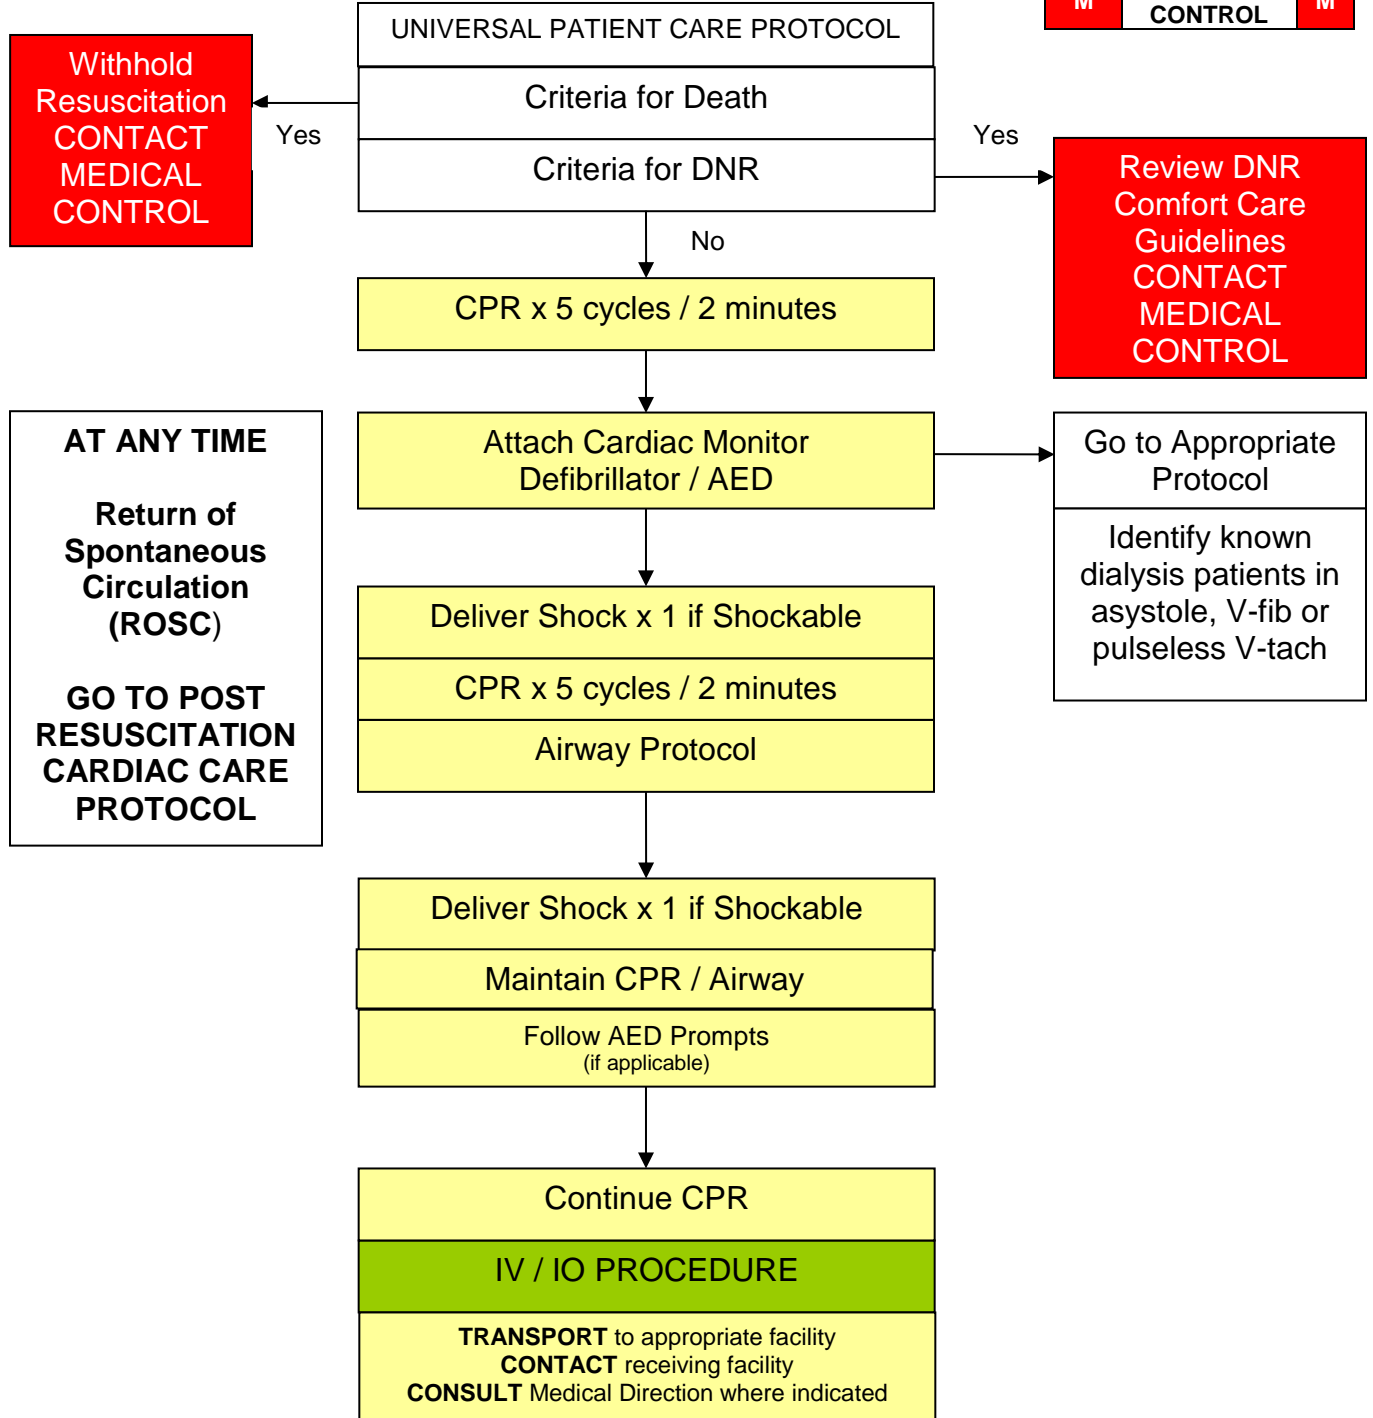 M CONTROL M
UNIVERSAL PATIENT CARE PROTOCOL
Criteria for Death
Criteria for DNR
Withhold
Resuscitation
CONTACT
MEDICAL
CONTROL
Yes
Yes
Review DNR
Comfort Care
Guidelines
CONTACT
MEDICAL
CONTROL
No
CPR x 5 cycles / 2 minutes
Attach Cardiac Monitor
Defibrillator / AED
Go to Appropriate
Protocol
Identify known
dialysis patients in
asystole, V-fib or
pulseless V-tach
AT ANY TIME
Return of
Spontaneous
Circulation
(ROSC)
GO TO POST
RESUSCITATION
CARDIAC CARE
PROTOCOL
Deliver Shock x 1 if Shockable
CPR x 5 cycles / 2 minutes
Airway Protocol
Deliver Shock x 1 if Shockable
Maintain CPR / Airway
Follow AED Prompts
(if applicable)
Continue CPR
IV / IO PROCEDURE
TRANSPORT to appropriate facility
CONTACT receiving facility
CONSULT Medical Direction where indicated